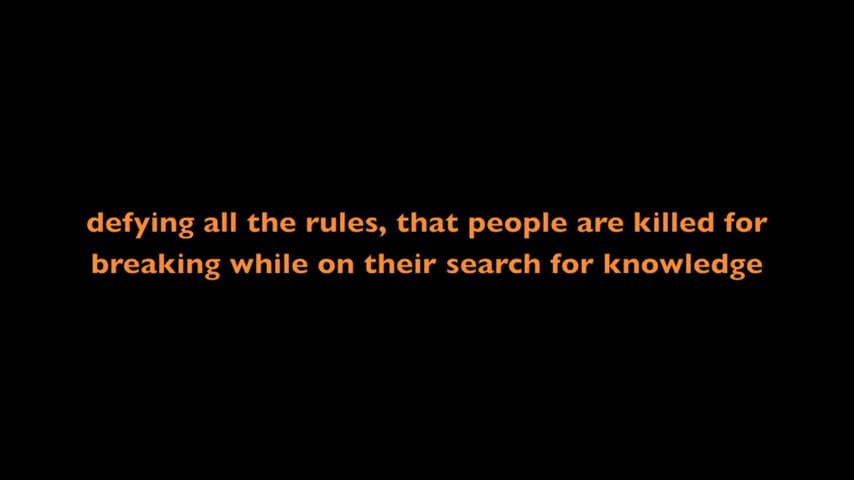 defying all the rules, that people are killed for
breaking while on their search for knowledge